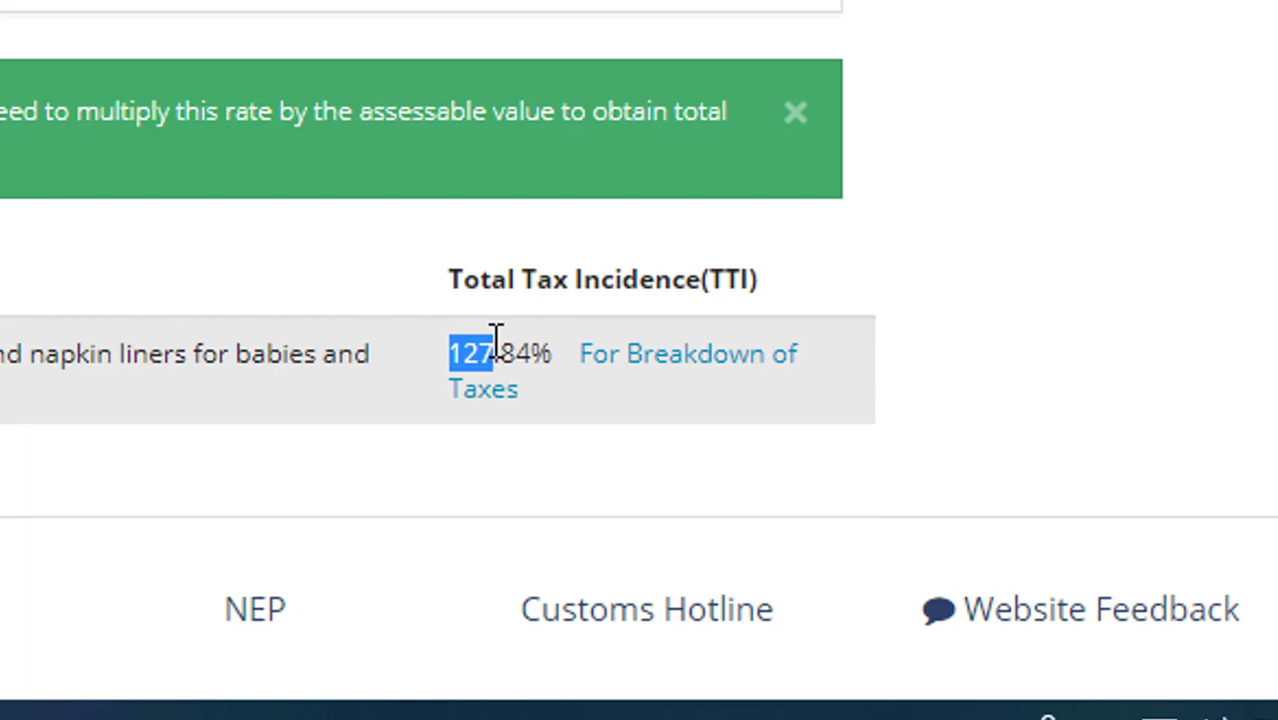 eed to multiply this rate by the assessable value to obtain total ×
Total Tax Incidence(TTI)
nd napkin liners for babies and 127.84% For Breakdown of
Taxes
NEP Customs Hotline Website Feedback